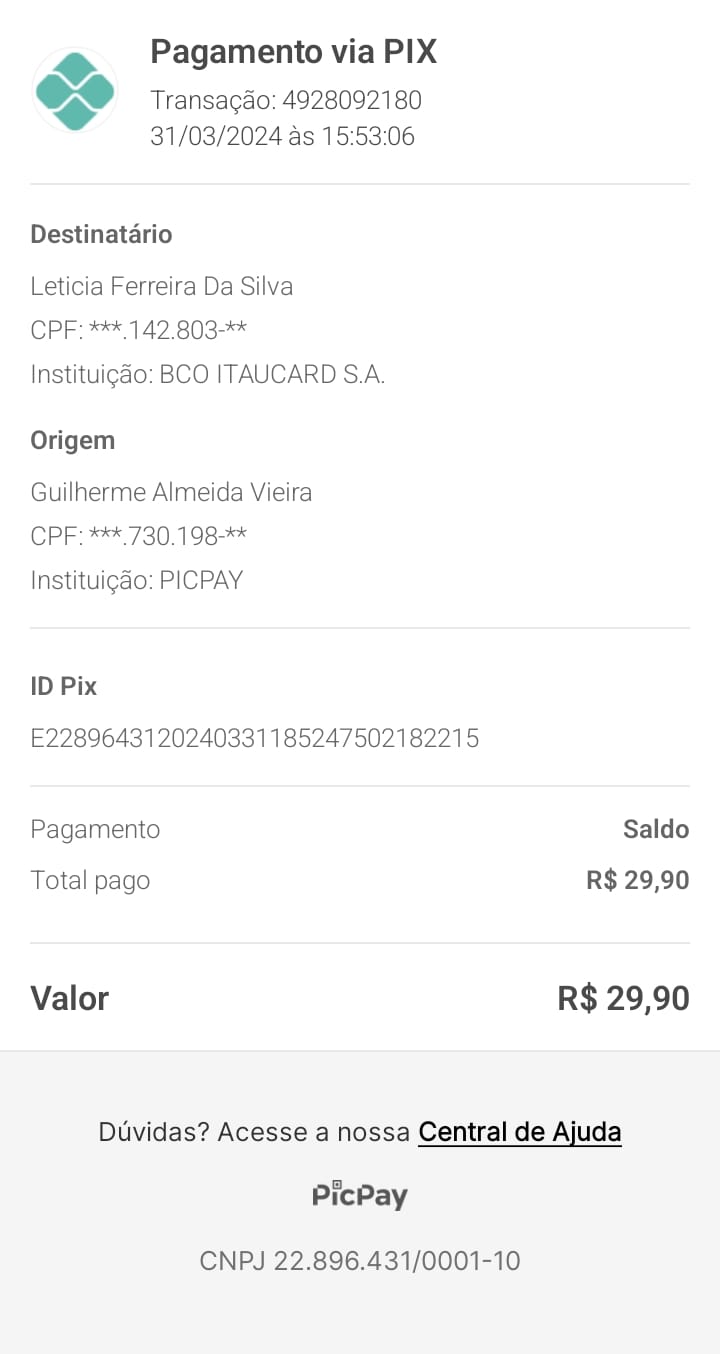 Pagamento via PIX
Transação: 4928092180
31/03/2024 às 15:53:06
Destinatário
Leticia Ferreira Da Silva
CPF: ***.142.803-**
Instituição: BCO ITAUCARD S.A.
Origem
Guilherme Almeida Vieira
CPF: ***.730.198-**
Instituição: PICPAY
ID Pix
E2289643120240331185247502182215
Pagamento Saldo
Total pago R$ 29,90
Valor R$ 29,90
Dúvidas? Acesse a nossa Central de Ajuda
PicPay
CNPJ 22.896.431/0001-10